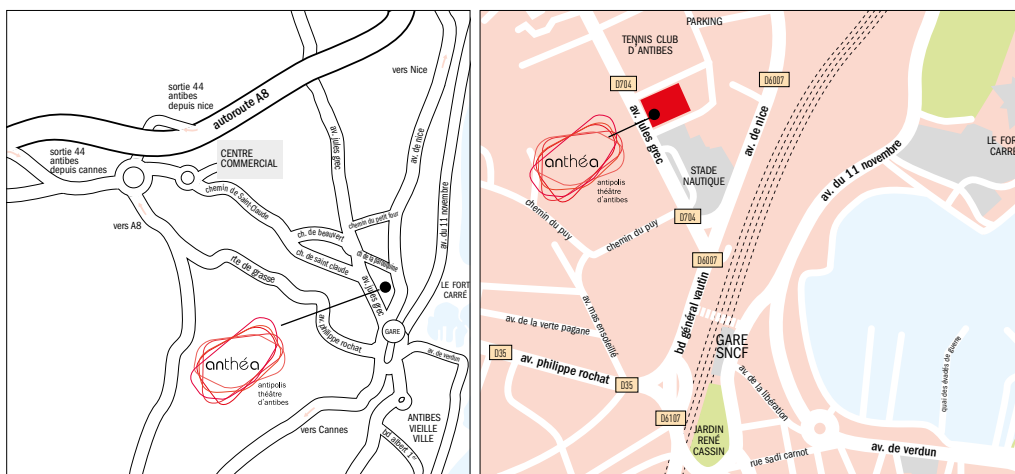 vers Nice
sortie 44
antibes
depuis nice
autoroute A8
av. jules grec
av. de nice
sortie 44
antibes
depuis cannes
CENTRE
COMMERCIAL
chemin de Saint-Claude
vers A8
chemin du petit four
ch. de beauvert
ch. de saint claude
av. du 11 novembre
rte de grasse
av. jules grec
LE FORT
CARRÉ
av. philippe rochat
GARE
av. de verdun
anthéa
antipolis
théâtre
d'antibes
vers Cannes
ANTIBES
VIEILLE
VILLE
bd albert 1er
PARKING
TENNIS CLUB
D'ANTIBES
D704
D6007
av. jules grec
av. de nice
anthéa
antipolis
théâtre
d'antibes
STADE
NAUTIQUE
LE FORT
CARRÉ
av. du 11 novembre
chemin du puy
chemin du puy
D704
D6007
av. mas ensoleillé
bd général vautin
av. de la verte pagane
GARE
SNCF
D35
av. philippe rochat
D35
av. de la libération
quai des évadés de guerre
D6107
JARDIN
RENÉ
CASSIN
rue sadi carnot
av. de verdun